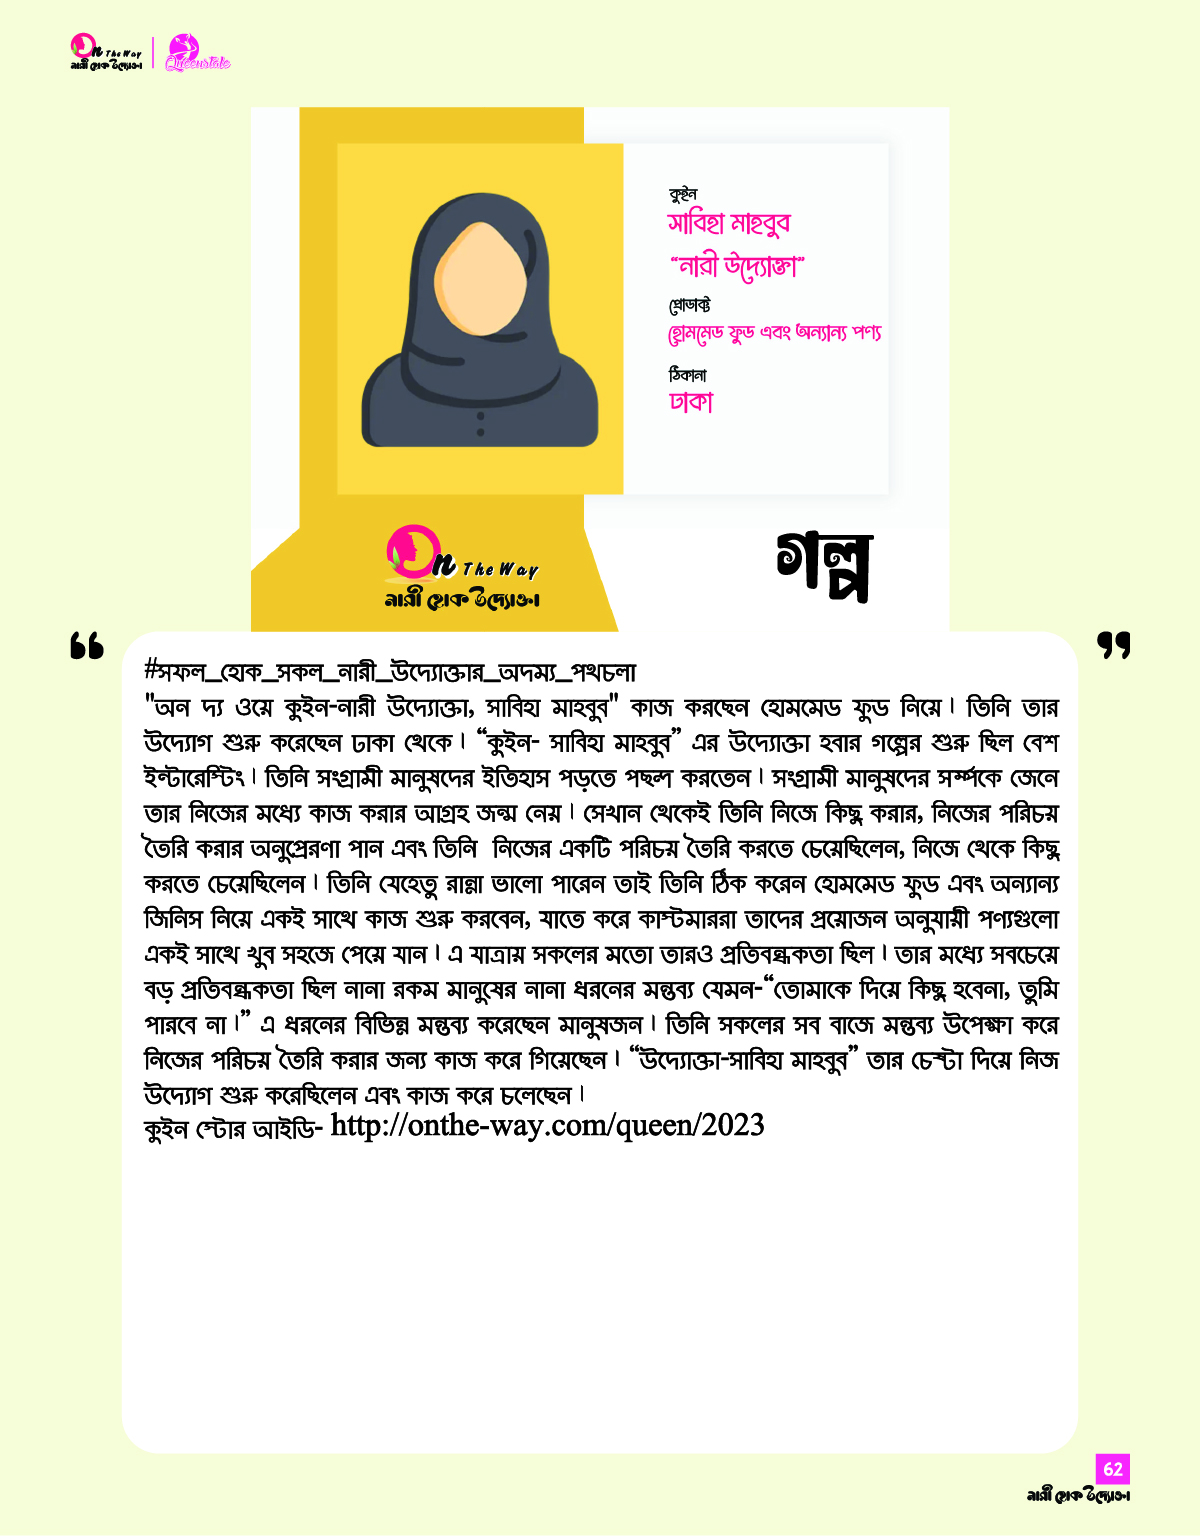 On The Way
নারী হোক উদ্যোক্তা
Queenstale
কুইন
সাবিহা মাহবুব
“নারী উদ্যোক্তা”
প্রোডাক্ট
হোমমেড ফুড এবং অন্যান্য পণ্য
ঠিকানা
ঢাকা
On The Way
নারী হোক উদ্যোক্তা
গল্প
#সফল_হোক_সকল_নারী_উদ্যোক্তার_অদম্য_পথচলা
"অন দ্য ওয়ে কুইন-নারী উদ্যোক্তা, সাবিহা মাহবুব" কাজ করছেন হোমমেড ফুড নিয়ে। তিনি তার
উদ্যোগ শুরু করেছেন ঢাকা থেকে। “কুইন- সাবিহা মাহবুব” এর উদ্যোক্তা হবার গল্পের শুরু ছিল বেশ
ইন্টারেস্টিং। তিনি সংগ্রামী মানুষদের ইতিহাস পড়তে পছন্দ করতেন। সংগ্রামী মানুষদের সর্ম্পকে জেনে
তার নিজের মধ্যে কাজ করার আগ্রহ জন্ম নেয়। সেখান থেকেই তিনি নিজে কিছু করার, নিজের পরিচয়
তৈরি করার অনুপ্রেরণা পান এবং তিনি নিজের একটি পরিচয় তৈরি করতে চেয়েছিলেন, নিজে থেকে কিছু
করতে চেয়েছিলেন। তিনি যেহেতু রান্না ভালো পারেন তাই তিনি ঠিক করেন হোমমেড ফুড এবং অন্যান্য
জিনিস নিয়ে একই সাথে কাজ শুরু করবেন, যাতে করে কাস্টমাররা তাদের প্রয়োজন অনুযায়ী পণ্যগুলো
একই সাথে খুব সহজে পেয়ে যান। এ যাত্রায় সকলের মতো তারও প্রতিবন্ধকতা ছিল। তার মধ্যে সবচেয়ে
বড় প্রতিবন্ধকতা ছিল নানা রকম মানুষের নানা ধরনের মন্তব্য যেমন-“তোমাকে দিয়ে কিছু হবেনা, তুমি
পারবে না।” এ ধরনের বিভিন্ন মন্তব্য করেছেন মানুষজন। তিনি সকলের সব বাজে মন্তব্য উপেক্ষা করে
নিজের পরিচয় তৈরি করার জন্য কাজ করে গিয়েছেন। “উদ্যোক্তা-সাবিহা মাহবুব” তার চেস্টা দিয়ে নিজ
উদ্যোগ শুরু করেছিলেন এবং কাজ করে চলেছেন।
কুইন স্টোর আইডি- http://onthe-way.com/queen/2023
62
নারী হোক উদ্যোক্তা